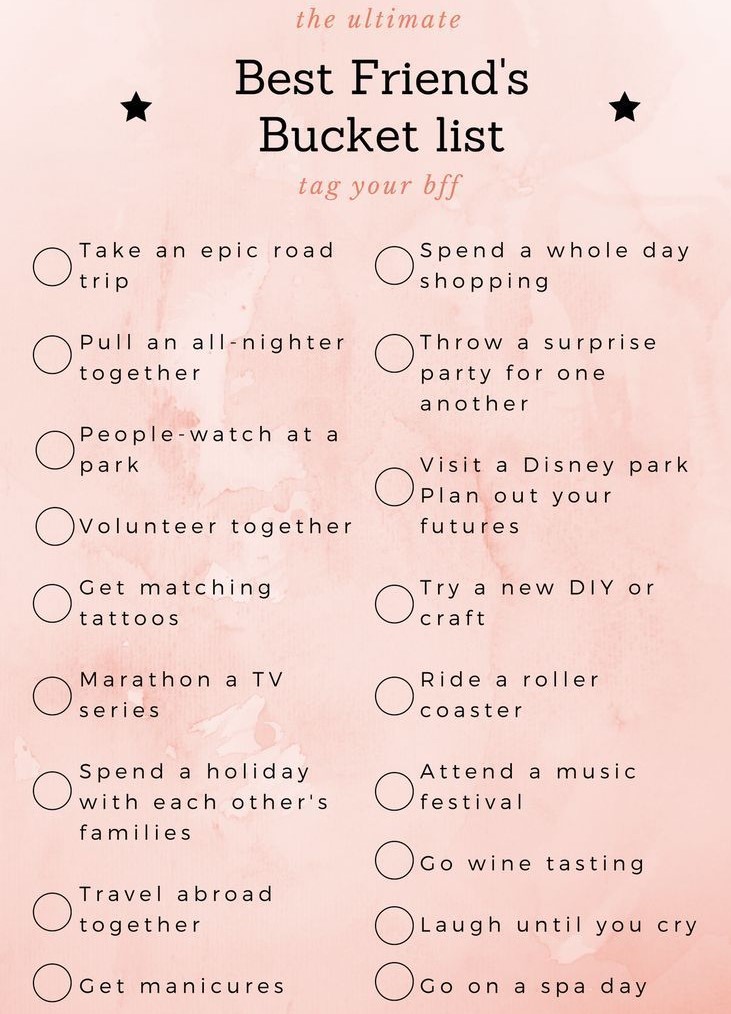 the ultimate
Best Friend's
Bucket list
tag your bff
Take an epic road
trip
Pull an all-nighter
together
People-watch at a
park
Volunteer together
Get matching
tattoos
Marathon a TV
series
Spend a holiday
with each other's
families
Travel abroad
together
Get manicures
Spend a whole day
shopping
Throw a surprise
party for one
another
Visit a Disney park
Plan out your
futures
Try a new DIY or
craft
Ride a roller
coaster
Attend a music
festival
Go wine tasting
Laugh until you cry
Go on a spa day